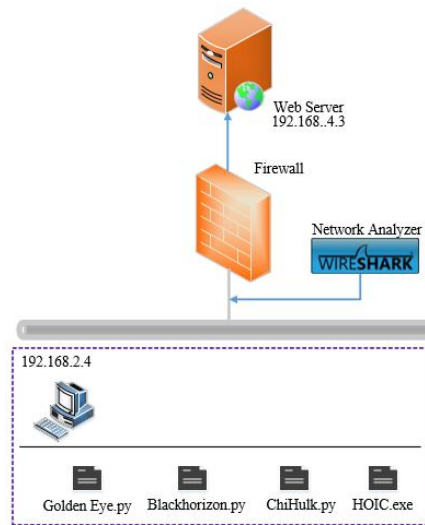 Web Server
192.168..4.3
Firewall
Network Analyzer
WIRESHARK
192.168.2.4
Golden Eye.py
Blackhorizon.py
ChiHulk.py
HOIC.exe